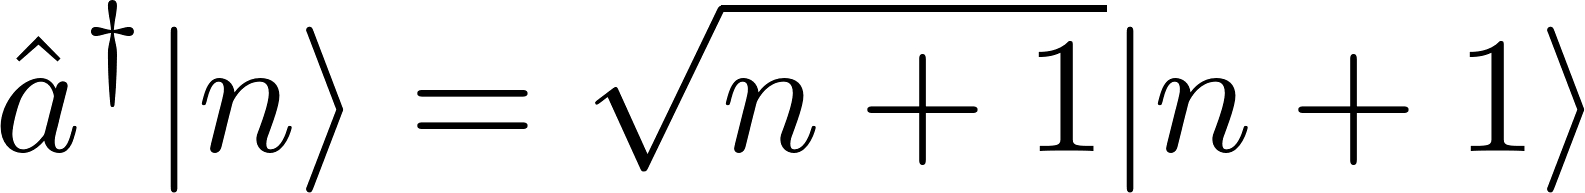 â†|n⟩ = √(n + 1)|n + 1⟩